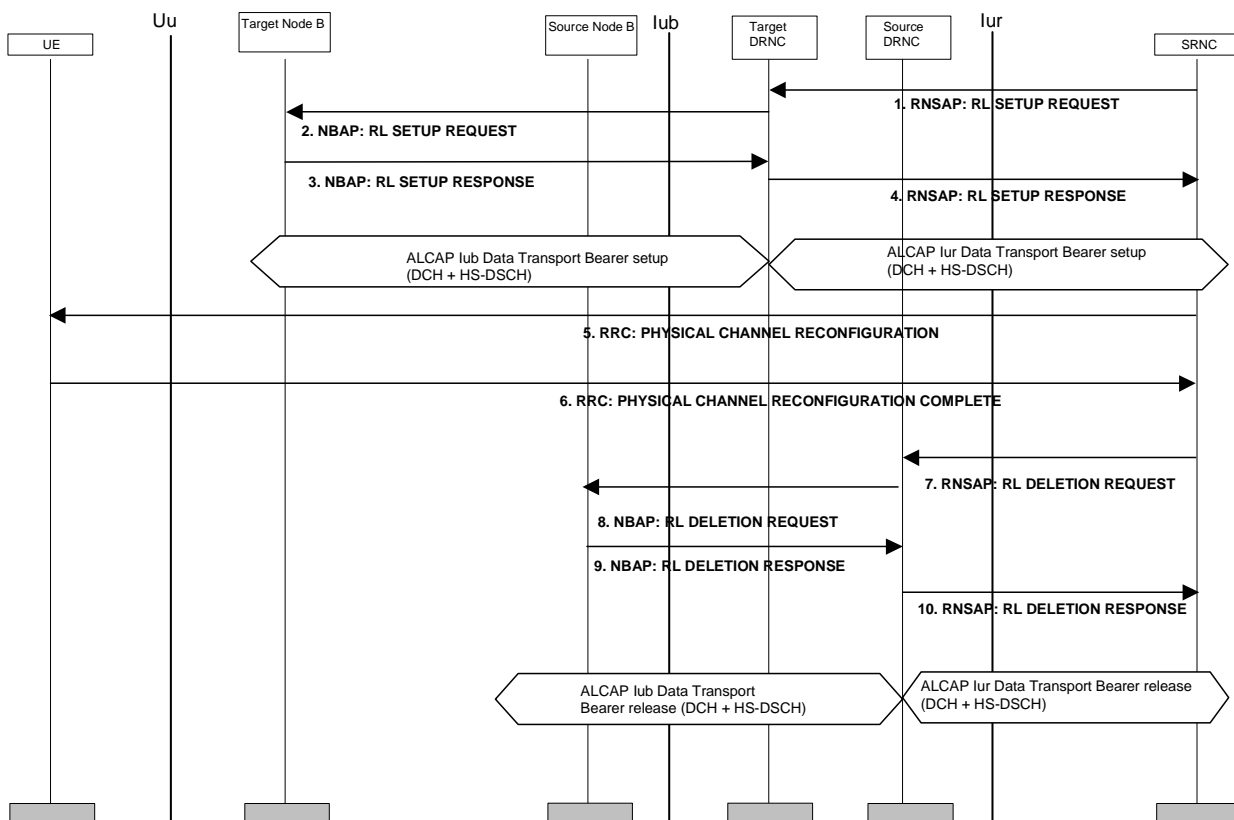 Uu
Iub
Iur
UE
Target Node B
Source Node B
Target
DRNC
Source
DRNC
SRNC
1. RNSAP: RL SETUP REQUEST
2. NBAP: RL SETUP REQUEST
3. NBAP: RL SETUP RESPONSE
4. RNSAP: RL SETUP RESPONSE
ALCAP Iub Data Transport Bearer setup
(DCH + HS-DSCH)
ALCAP Iur Data Transport Bearer setup
(DCH + HS-DSCH)
5. RRC: PHYSICAL CHANNEL RECONFIGURATION
6. RRC: PHYSICAL CHANNEL RECONFIGURATION COMPLETE
7. RNSAP: RL DELETION REQUEST
8. NBAP: RL DELETION REQUEST
9. NBAP: RL DELETION RESPONSE
10. RNSAP: RL DELETION RESPONSE
ALCAP Iub Data Transport
Bearer release (DCH + HS-DSCH)
ALCAP Iur Data Transport Bearer release
(DCH + HS-DSCH)